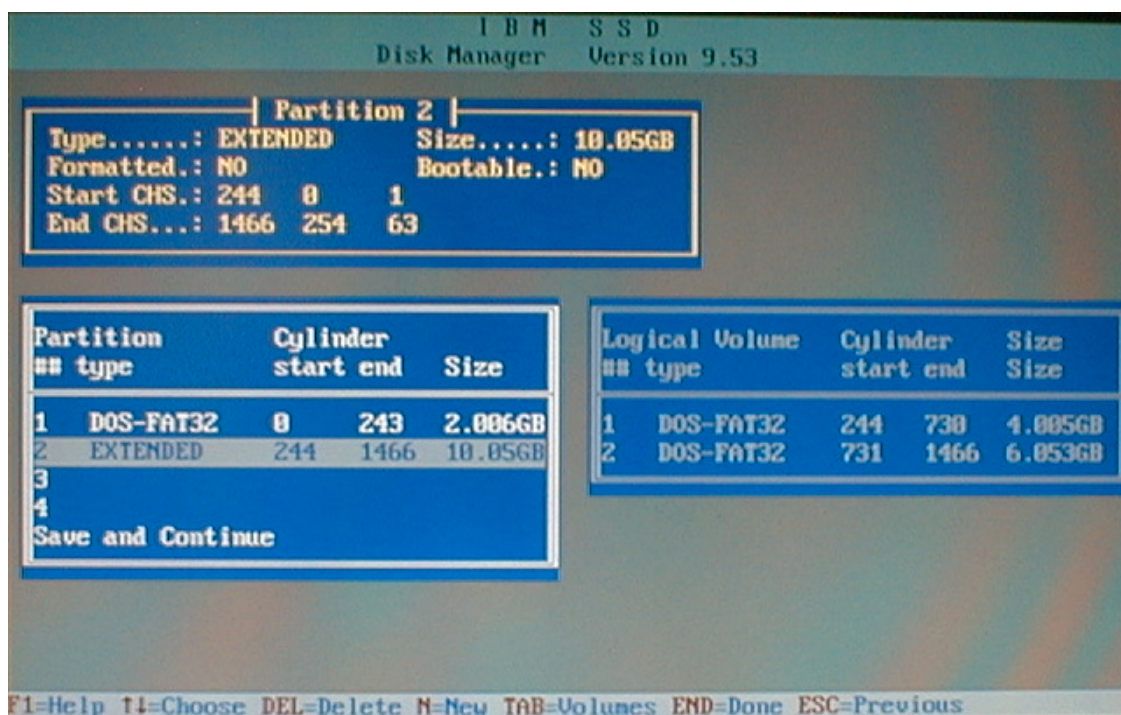 IBM SSD
Disk Manager Version 9.53
Partition 2
Type......: EXTENDED Size.....: 10.05GB
Formatted.: NO Bootable.: NO
Start CHS.: 244 0 1
End CHS...: 1466 254 63
Partition Cylinder
## type start end Size
1 DOS-FAT32 0 243 2.006GB
2 EXTENDED 244 1466 10.05GB
3
4
Save and Continue
Logical Volume Cylinder Size
## type start end Size
1 DOS-FAT32 244 730 4.005GB
2 DOS-FAT32 731 1466 6.053GB
F1=Help ↑↓=Choose DEL=Delete N=New TAB=Volumes END=Done ESC=Previous